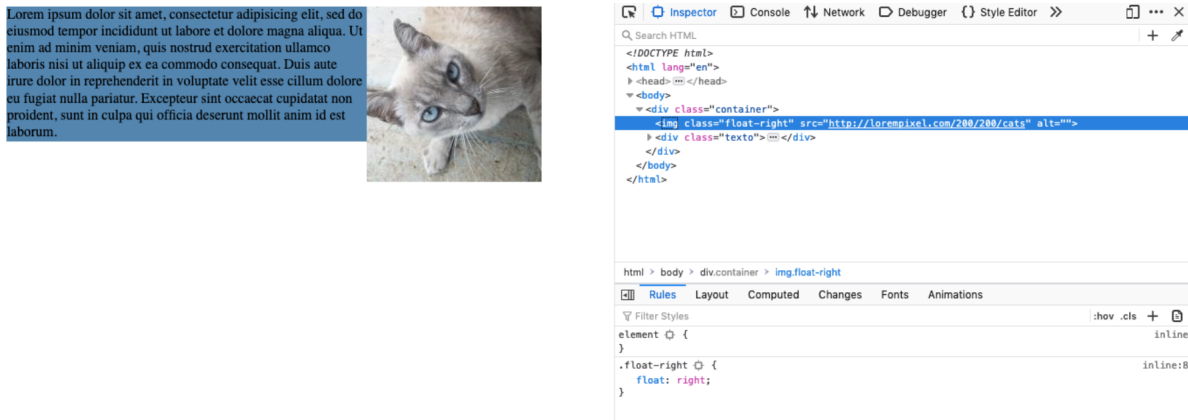 Lorem ipsum dolor sit amet, consectetur adipisicing elit, sed do
eiusmod tempor incididunt ut labore et dolore magna aliqua. Ut
enim ad minim veniam, quis nostrud exercitation ullamco
laboris nisi ut aliquip ex ea commodo consequat. Duis aute
irure dolor in reprehenderit in voluptate velit esse cillum dolore
eu fugiat nulla pariatur. Excepteur sint occaecat cupidatat non
proident, sunt in culpa qui officia deserunt mollit anim id est
laborum.
Inspector Console Network Debugger {} Style Editor
Search HTML
<!DOCTYPE html>
<html lang="en">
<head> </head>
<body>
<div class="container">
<img class="float-right" src="http://lorempixel.com/200/200/cats" alt="">
<div class="texto"> </div>
</div>
</body>
</html>
html > body > div.container > img.float-right
Rules Layout Computed Changes Fonts Animations
Filter Styles :hov .cls +
element { inline
}
.float-right { inline:8
float: right;
}